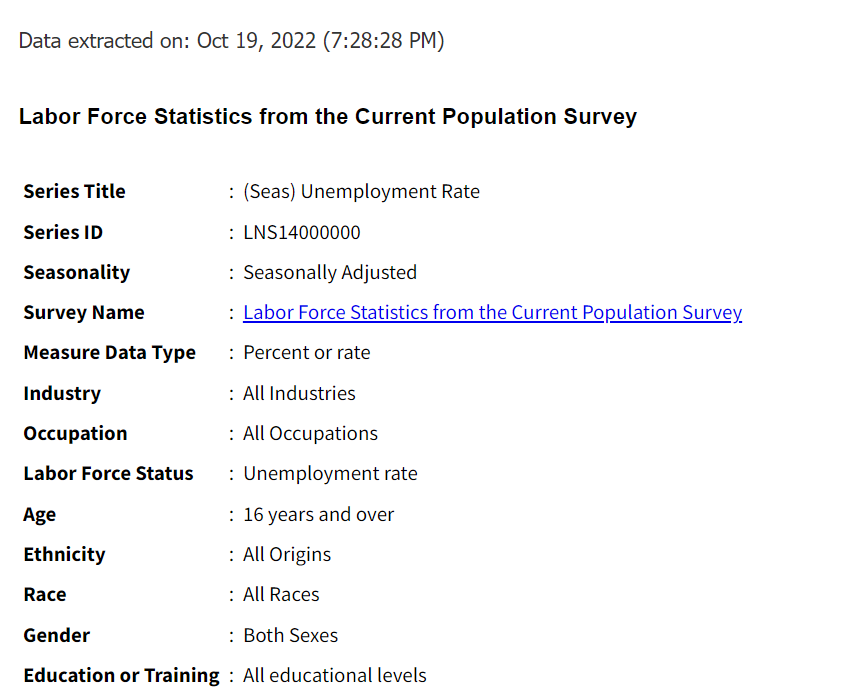 Data extracted on: Oct 19, 2022 (7:28:28 PM)
Labor Force Statistics from the Current Population Survey
Series Title : (Seas) Unemployment Rate
Series ID : LNS14000000
Seasonality : Seasonally Adjusted
Survey Name : Labor Force Statistics from the Current Population Survey
Measure Data Type : Percent or rate
Industry : All Industries
Occupation : All Occupations
Labor Force Status : Unemployment rate
Age : 16 years and over
Ethnicity : All Origins
Race : All Races
Gender : Both Sexes
Education or Training : All educational levels